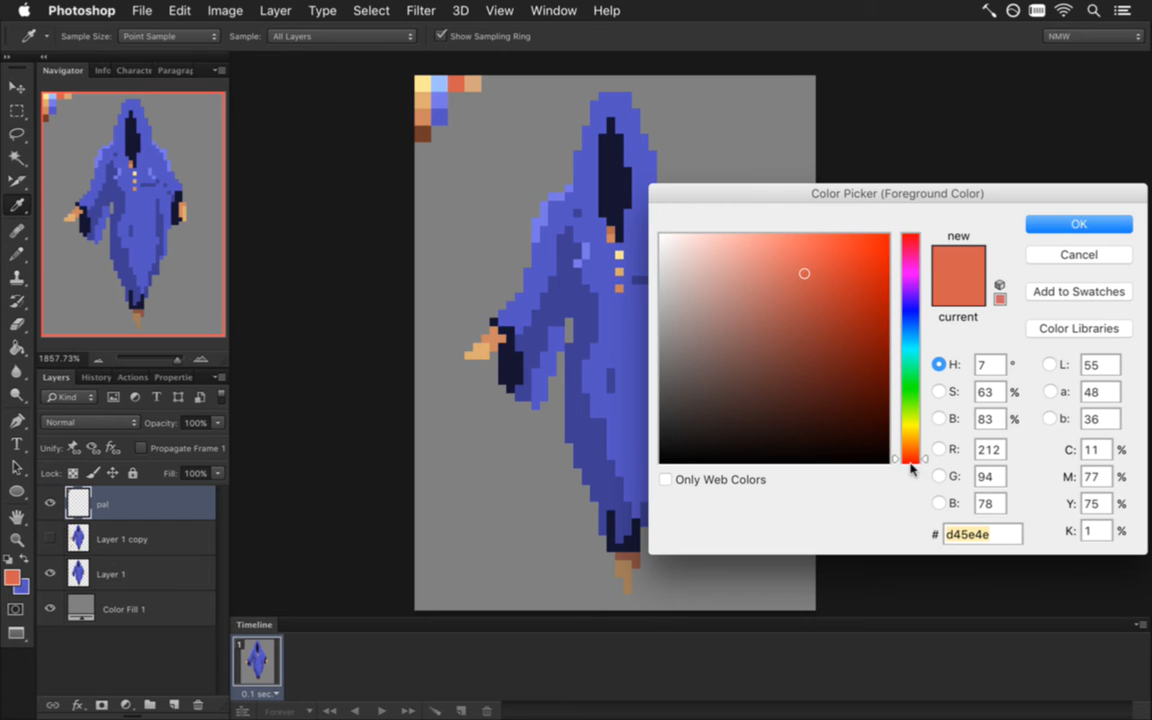 Photoshop File Edit Image Layer Type Select Filter 3D View Window Help
Sample Size: Point Sample Sample: All Layers Show Sampling Ring NMW
Navigator Info Characte Paragra
1857.73%
Layers History Actions Propertie
Kind
Normal Opacity: 100%
Unify: Propagate Frame 1
Lock: Fill: 100%
pal
Layer 1 copy
Layer 1
Color Fill 1
fx
Color Picker (Foreground Color)
new
current
OK
Cancel
Add to Swatches
Color Libraries
H: 7 ° L: 55
S: 63 % a: 48
B: 83 % b: 36
R: 212 C: 11 %
G: 94 M: 77 %
B: 78 Y: 75 %
# d45e4e K: 1 %
Only Web Colors
Timeline
1
0.1 sec.
Forever